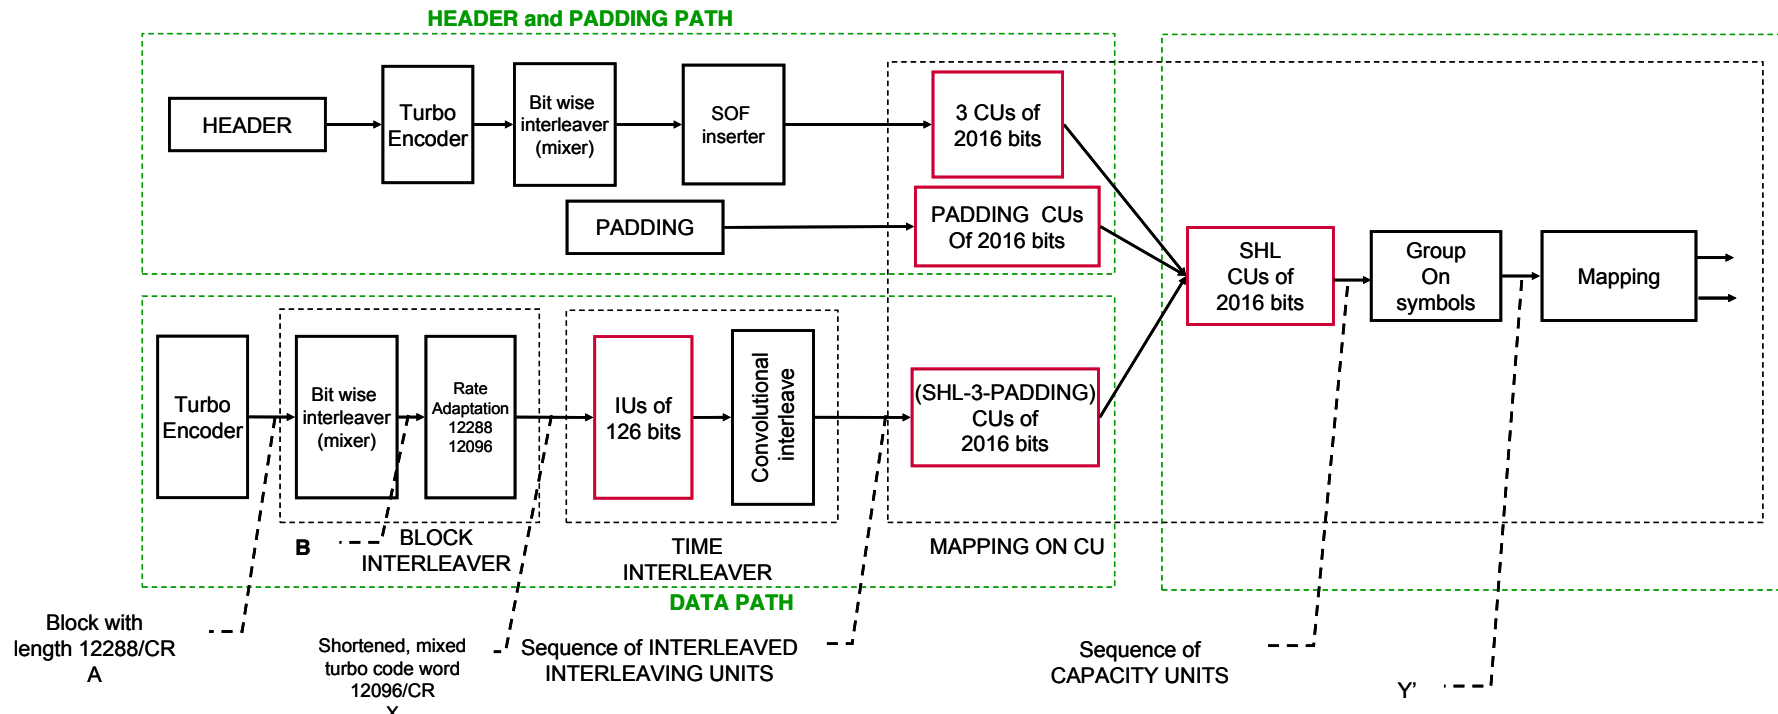 HEADER and PADDING PATH
HEADER
Turbo
Encoder
Bit wise
interleaver
(mixer)
SOF
inserter
3 CUs of
2016 bits
PADDING
PADDING CUs
Of 2016 bits
SHL
CUs of
2016 bits
Group
On
symbols
Mapping
Turbo
Encoder
Bit wise
interleaver
(mixer)
Rate
Adaptation
12288
12096
IUs of
126 bits
Convolutional
interleave
(SHL-3-PADDING)
CUs of
2016 bits
B
BLOCK
INTERLEAVER
TIME
INTERLEAVER
MAPPING ON CU
DATA PATH
Block with
length 12288/CR
A
Shortened, mixed
turbo code word
12096/CR
X
Sequence of INTERLEAVED
INTERLEAVING UNITS
Sequence of
CAPACITY UNITS
Y'